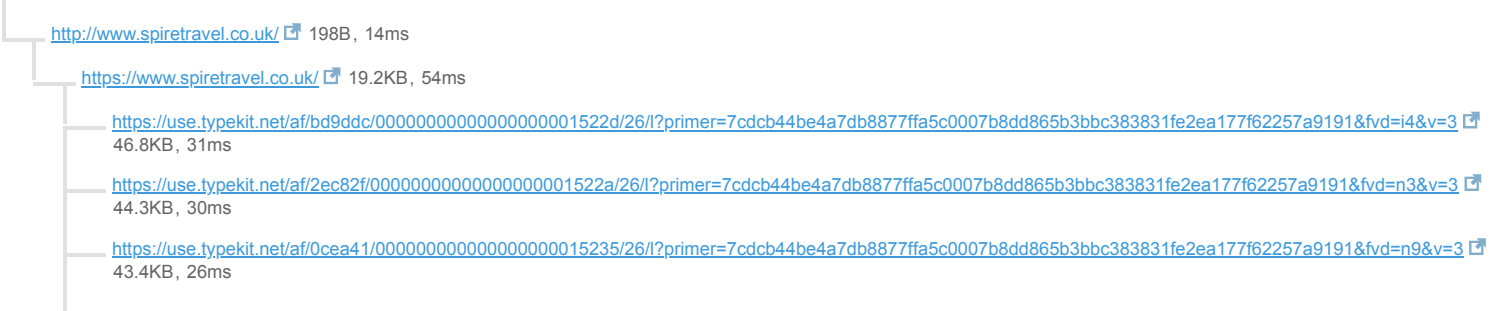 http://www.spiretravel.co.uk/ 198B, 14ms
https://www.spiretravel.co.uk/ 19.2KB, 54ms
https://use.typekit.net/af/bd9ddc/00000000000000000001522d/26/l?primer=7cdcb44be4a7db8877ffa5c0007b8dd865b3bbc383831fe2ea177f62257a9191&fvd=i4&v=3
46.8KB, 31ms
https://use.typekit.net/af/2ec82f/00000000000000000001522a/26/l?primer=7cdcb44be4a7db8877ffa5c0007b8dd865b3bbc383831fe2ea177f62257a9191&fvd=n3&v=3
44.3KB, 30ms
https://use.typekit.net/af/0cea41/000000000000000000015235/26/l?primer=7cdcb44be4a7db8877ffa5c0007b8dd865b3bbc383831fe2ea177f62257a9191&fvd=n9&v=3
43.4KB, 26ms